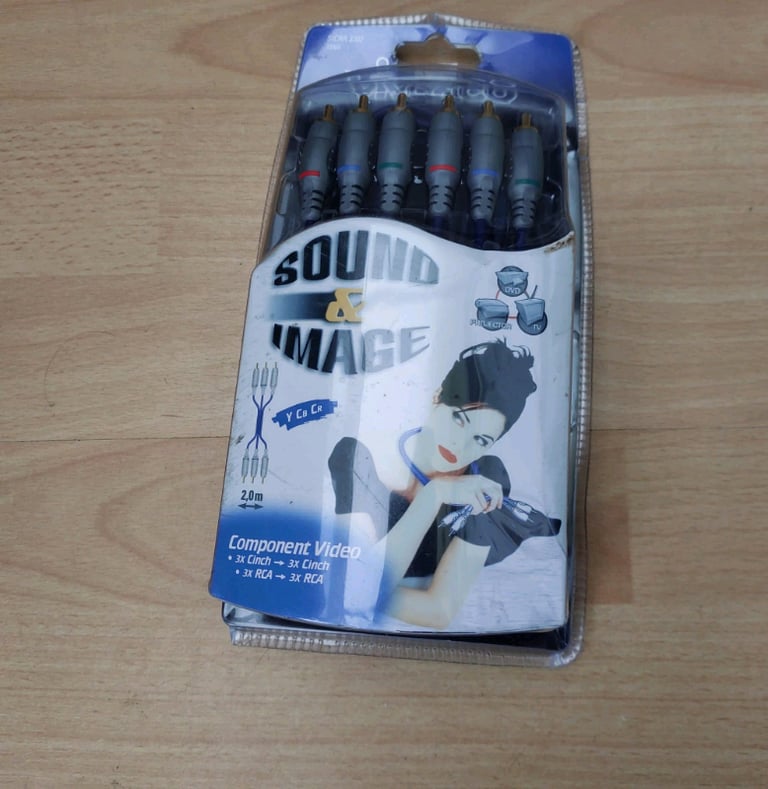 SOUND
&
IMAGE
DVD
PROJECTOR
TV
Y CB CR
2,0m
Component Video
• 3x Cinch → 3x Cinch
• 3x RCA → 3x RCA